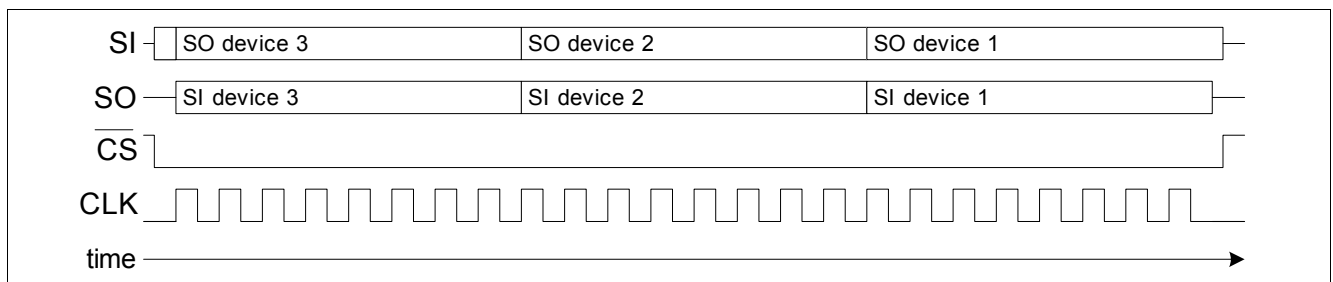 SI SO device 3 SO device 2 SO device 1
SO SI device 3 SI device 2 SI device 1
CS
CLK
time